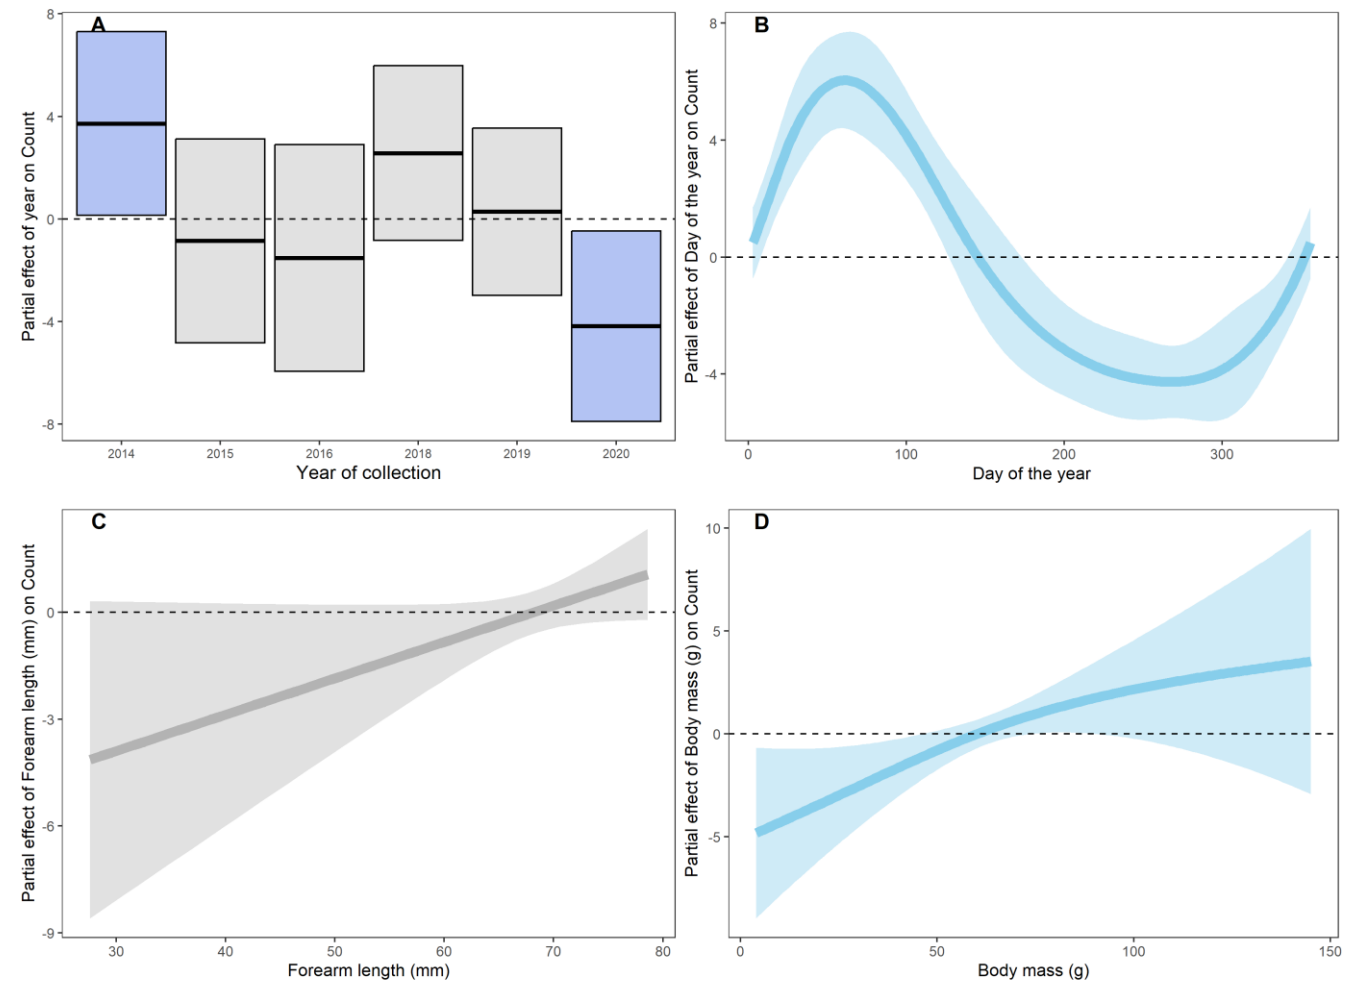 A
Partial effect of year on Count
8
4
0
-4
-8
2014 2015 2016 2018 2019 2020
Year of collection
B
Partial effect of Day of the year on Count
8
4
0
-4
0 100 200 300
Day of the year
C
Partial effect of Forearm length (mm) on Count
0
-3
-6
-9
30 40 50 60 70 80
Forearm length (mm)
D
Partial effect of Body mass (g) on Count
10
5
0
-5
0 50 100 150
Body mass (g)